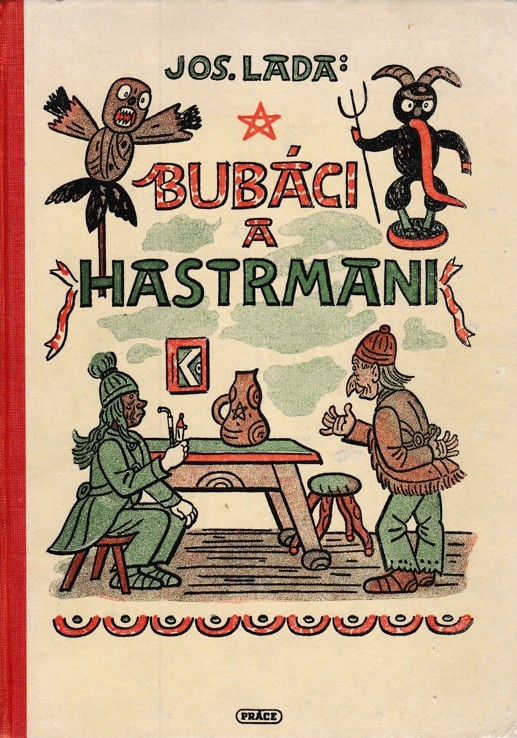 JOS. LADA:
BUBÁCI
A
HASTRMANI
PRÁCE